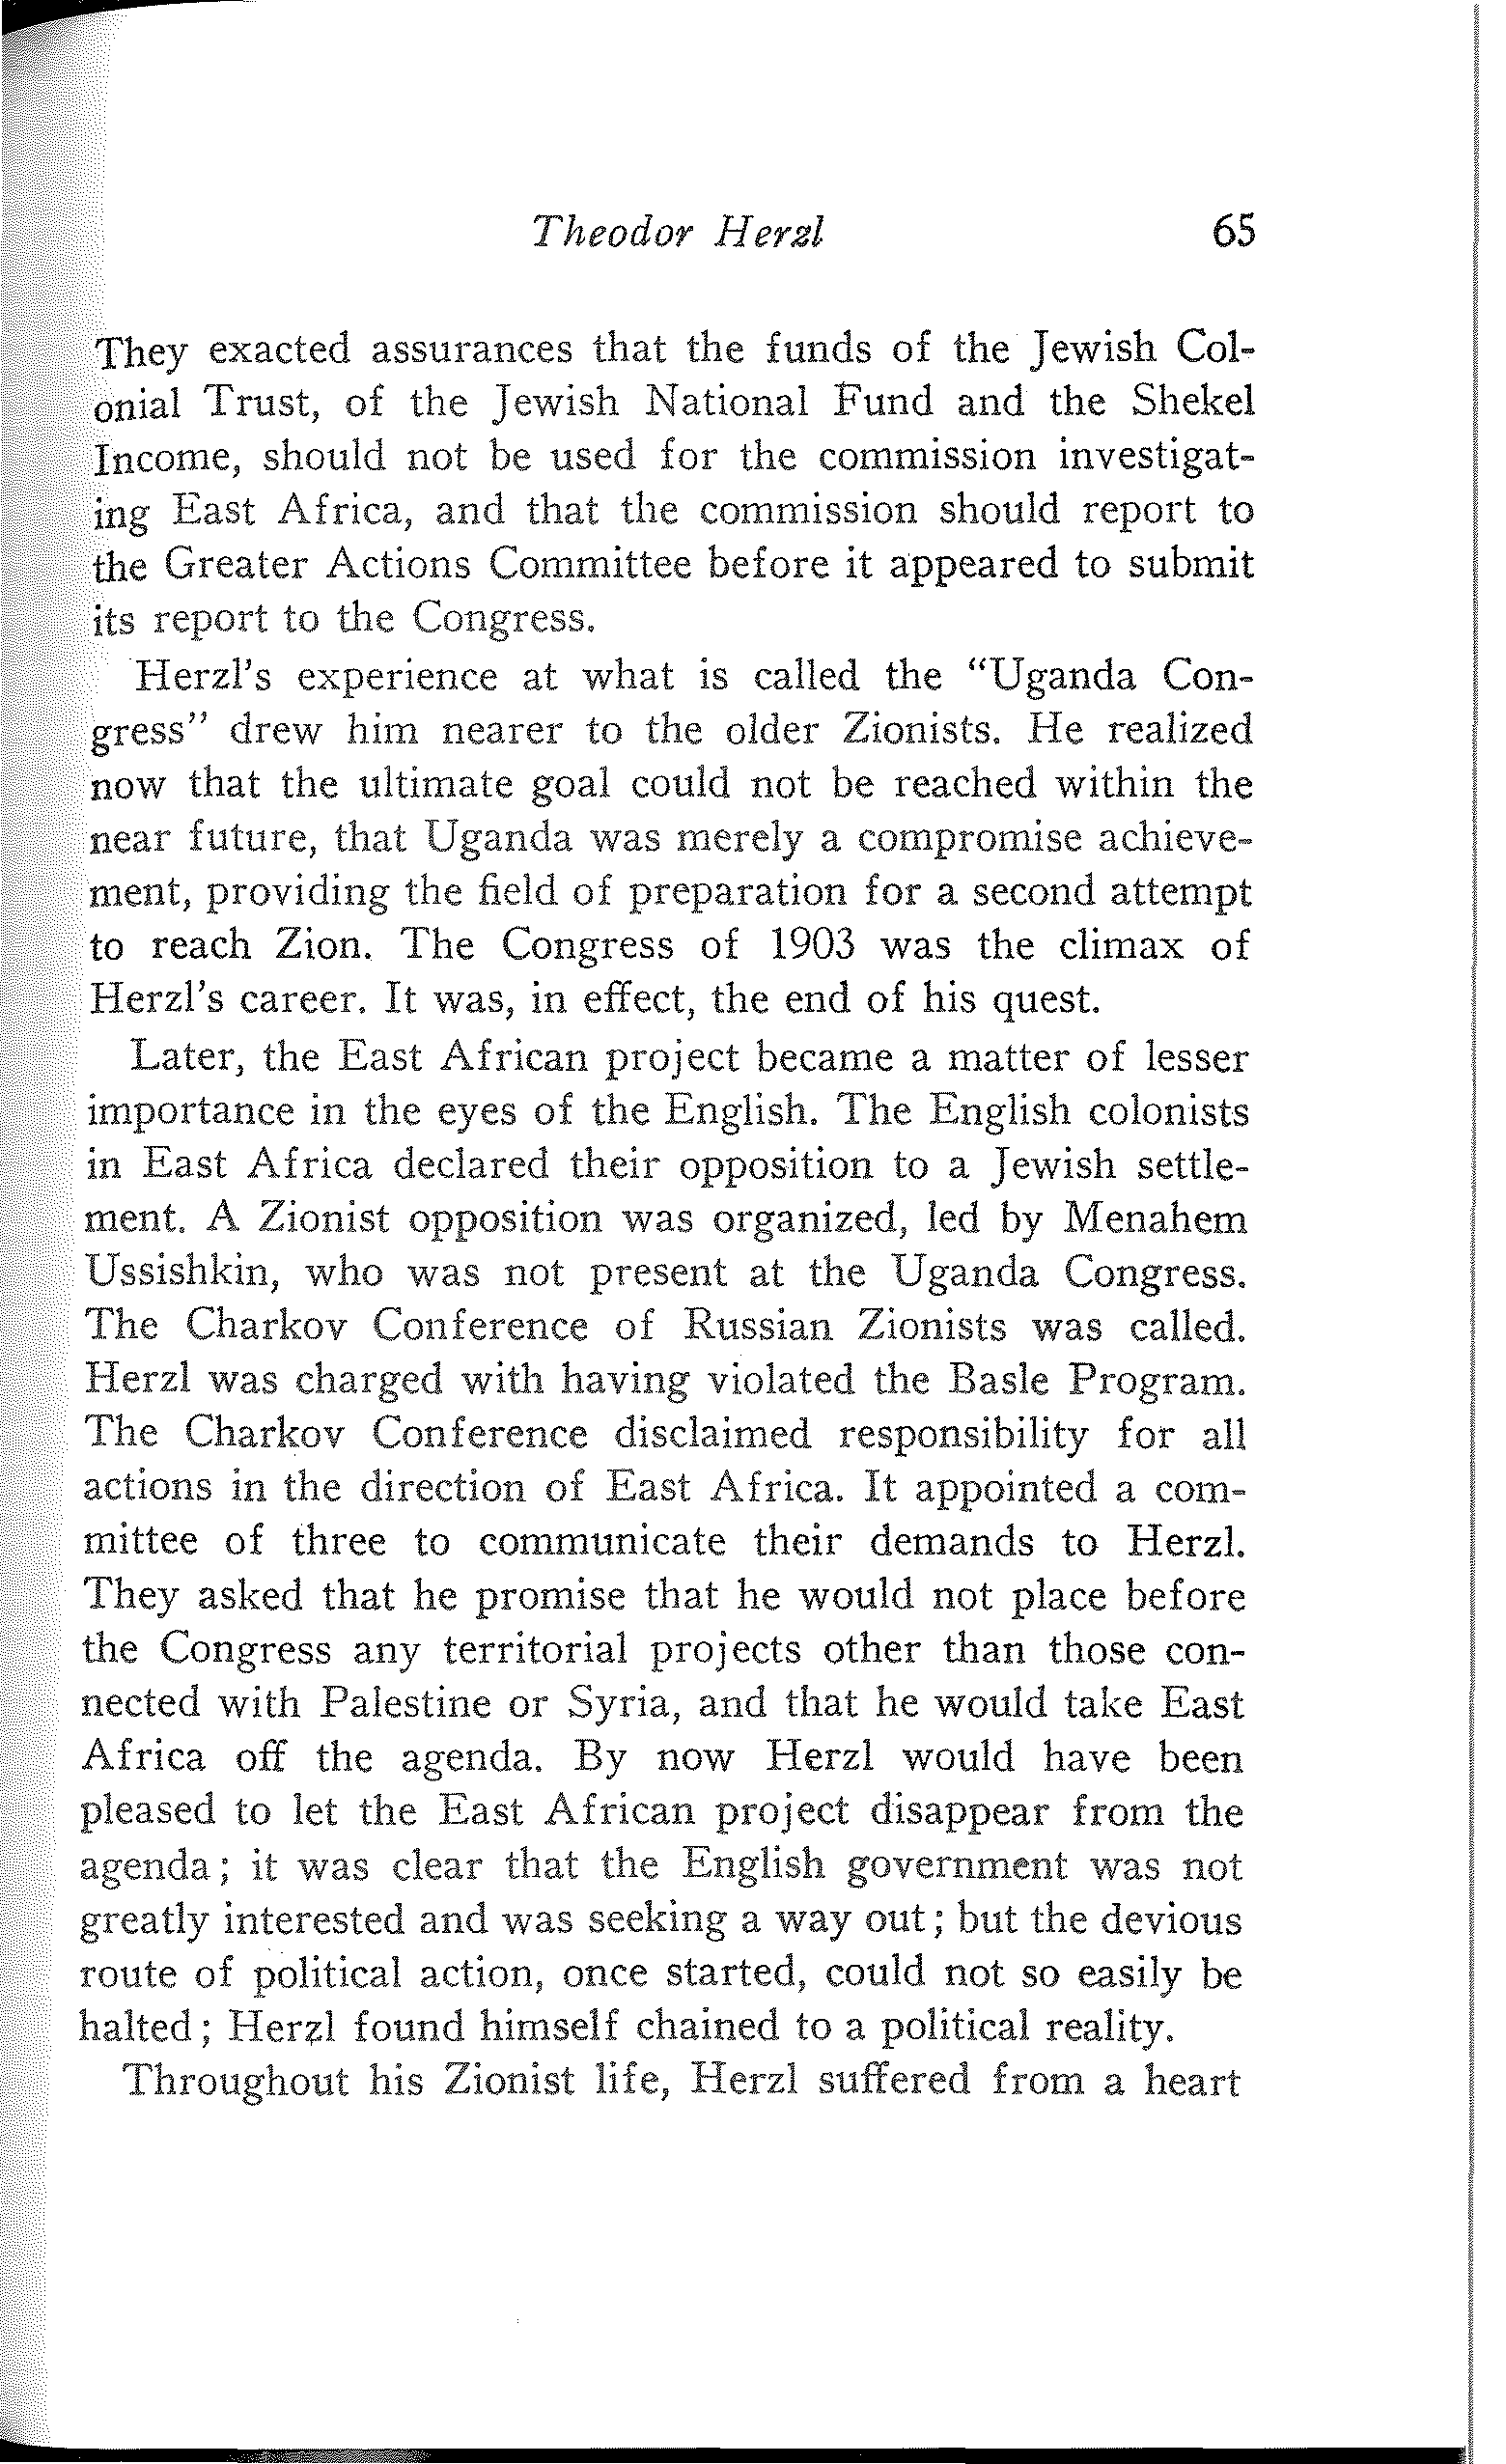 Theodor Herzl 65
They exacted assurances that the funds of the Jewish Col-
onial Trust, of the Jewish National Fund and the Shekel
Income, should not be used for the commission investigat-
ing East Africa, and that the commission should report to
the Greater Actions Committee before it appeared to submit
its report to the Congress.
Herzl's experience at what is called the "Uganda Con-
gress" drew him nearer to the older Zionists. He realized
now that the ultimate goal could not be reached within the
near future, that Uganda was merely a compromise achieve-
ment, providing the field of preparation for a second attempt
to reach Zion. The Congress of 1903 was the climax of
Herzl's career. It was, in effect, the end of his quest.
Later, the East African project became a matter of lesser
importance in the eyes of the English. The English colonists
in East Africa declared their opposition to a Jewish settle-
ment. A Zionist opposition was organized, led by Menahem
Ussishkin, who was not present at the Uganda Congress.
The Charkov Conference of Russian Zionists was called.
Herzl was charged with having violated the Basle Program.
The Charkov Conference disclaimed responsibility for all
actions in the direction of East Africa. It appointed a com-
mittee of three to communicate their demands to Herzl.
They asked that he promise that he would not place before
the Congress any territorial projects other than those con-
nected with Palestine or Syria, and that he would take East
Africa off the agenda. By now Herzl would have been
pleased to let the East African project disappear from the
agenda; it was clear that the English government was not
greatly interested and was seeking a way out; but the devious
route of political action, once started, could not so easily be
halted; Herzl found himself chained to a political reality.
Throughout his Zionist life, Herzl suffered from a heart